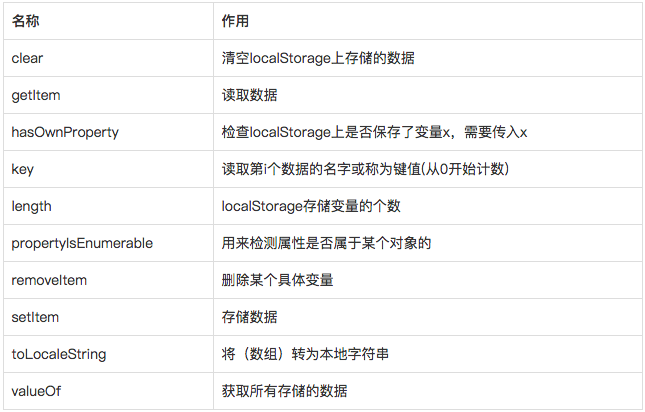 名称 作用
clear 清空localStorage上存储的数据
getItem 读取数据
hasOwnProperty 检查localStorage上是否保存了变量x，需要传入x
key 读取第i个数据的名字或称为键值(从0开始计数)
length localStorage存储变量的个数
propertyIsEnumerable 用来检测属性是否属于某个对象的
removeItem 删除某个具体变量
setItem 存储数据
toLocaleString 将（数组）转为本地字符串
valueOf 获取所有存储的数据